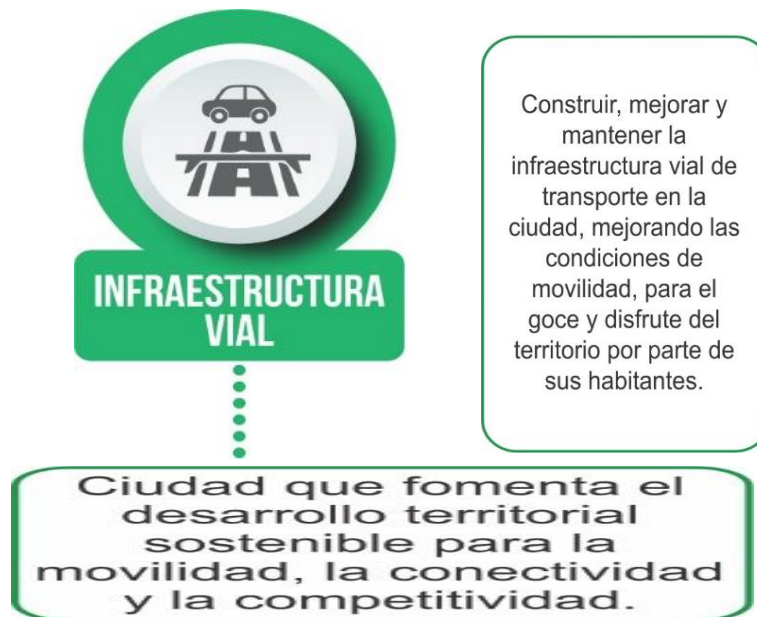 INFRAESTRUCTURA
VIAL
Construir, mejorar y
mantener la
infraestructura vial de
transporte en la
ciudad, mejorando las
condiciones de
movilidad, para el
goce y disfrute del
territorio por parte de
sus habitantes.
Ciudad que fomenta el
desarrollo territorial
sostenible para la
movilidad, la conectividad
y la competitividad.